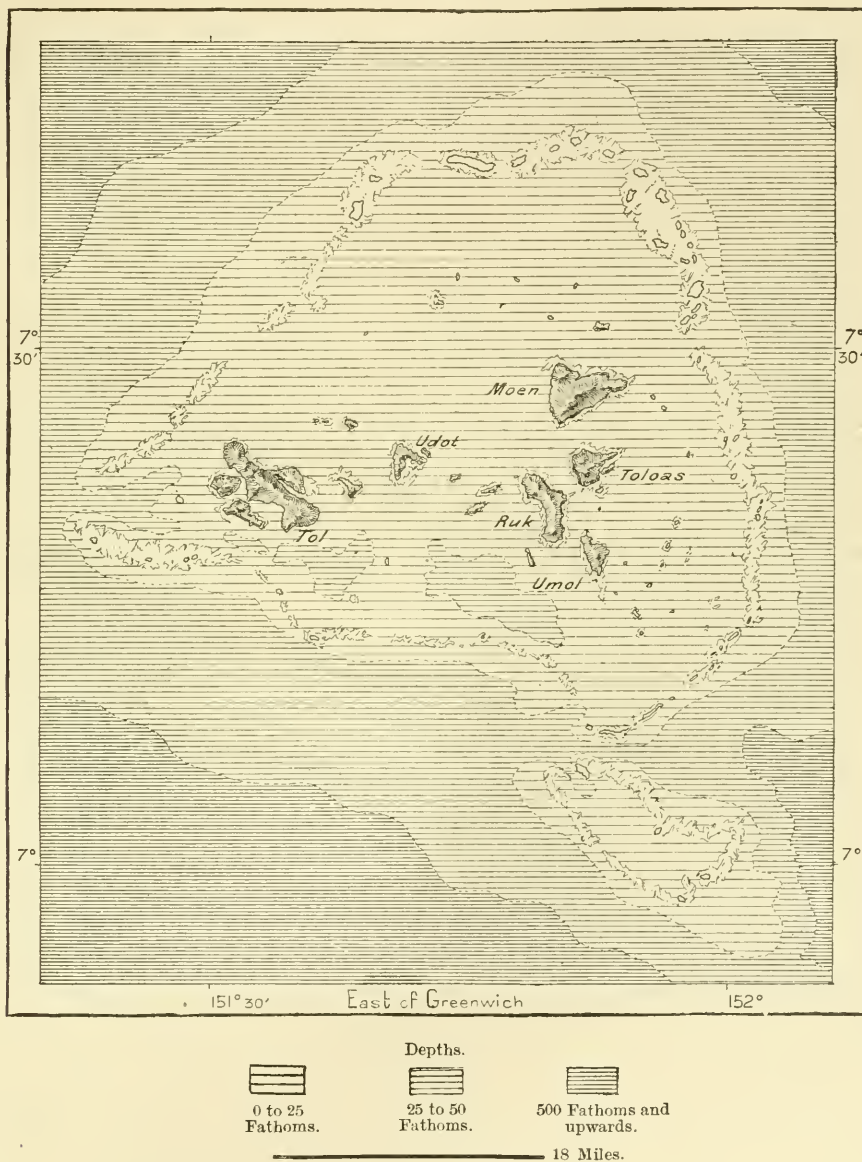 7°
30'
7°
30'
Moen
Udot
Toloas
Tol
Ruk
Umol
7°
7°
151° 30'
East of Greenwich
152°
Depths.
0 to 25
Fathoms.
25 to 50
Fathoms.
500 Fathoms and
upwards.
18 Miles.